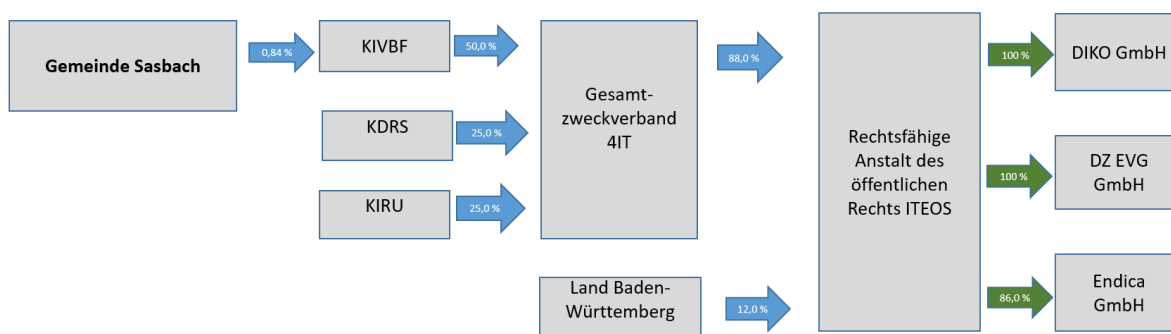 Gemeinde Sasbach
0,84 %
KIVBF
50,0 %
KDRS
25,0 %
KIRU
25,0 %
Gesamt-
zweckverband
4IT
88,0 %
Land Baden-
Württemberg
12,0 %
Rechtsfähige
Anstalt des
öffentlichen
Rechts ITEOS
100 %
DIKO GmbH
100 %
DZ EVG
GmbH
86,0 %
Endica
GmbH